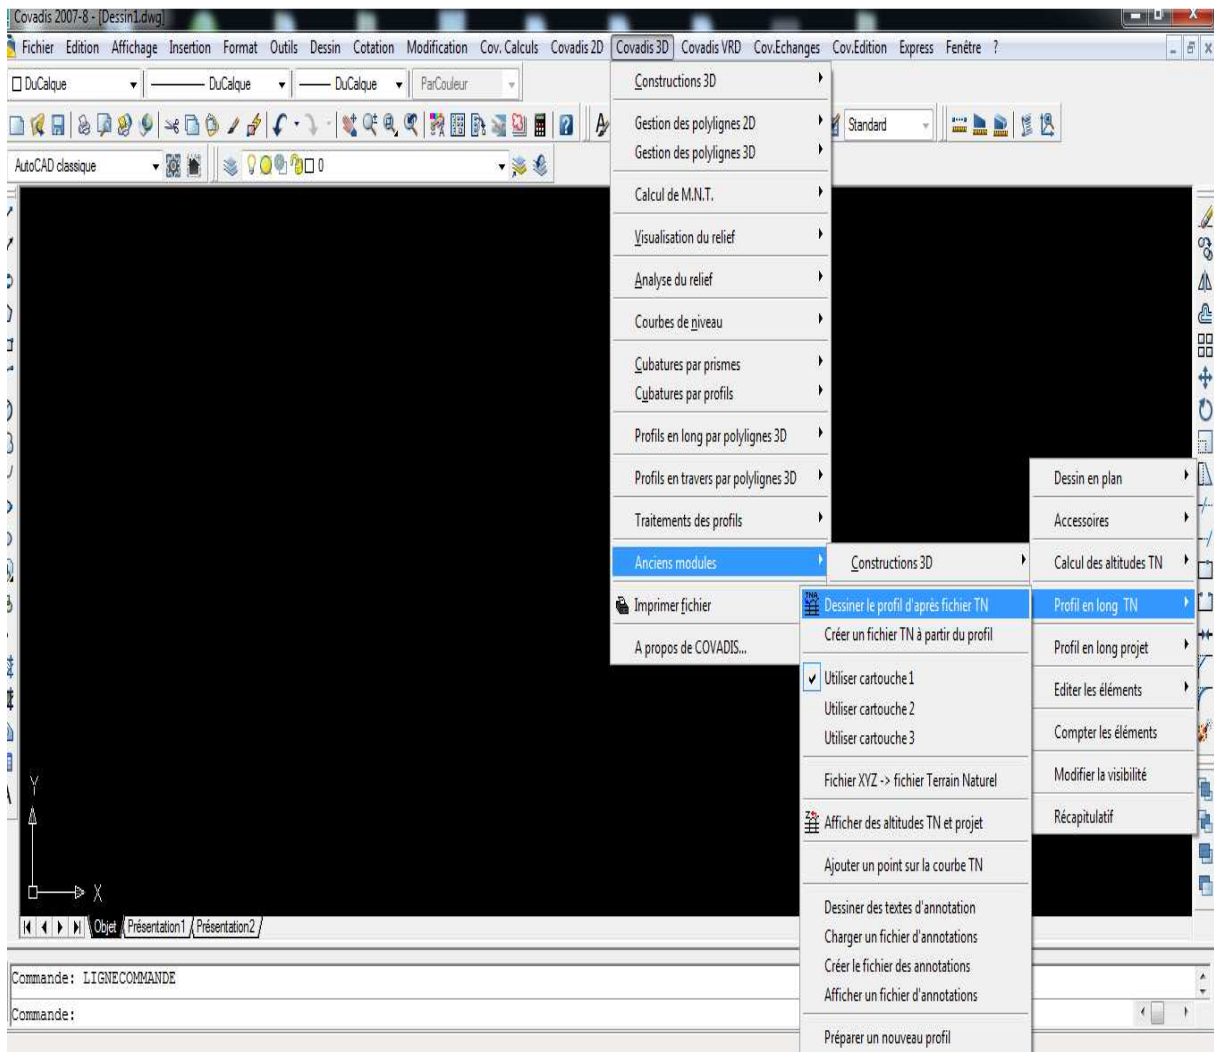 Covadis 2007-8 - [Dessin1.dwg]
Fichier Edition Affichage Insertion Format Outils Dessin Cotation Modification Cov. Calculs Covadis 2D Covadis 3D Covadis VRD Cov.Echanges Cov.Edition Express Fenêtre ?
DuCalque DuCalque DuCalque ParCouleur
Standard
AutoCAD classique 0
Constructions 3D
Gestion des polylignes 2D
Gestion des polylignes 3D
Calcul de M.N.T.
Visualisation du relief
Analyse du relief
Courbes de niveau
Cubatures par prismes
Cubatures par profils
Profils en long par polylignes 3D
Profils en travers par polylignes 3D
Traitements des profils
Anciens modules
Imprimer fichier
A propos de COVADIS...
Constructions 3D
Dessin en plan
Accessoires
Calcul des altitudes TN
Profil en long TN
Profil en long projet
Editer les éléments
Compter les éléments
Modifier la visibilité
Récapitulatif
Dessiner le profil d'après fichier TN
Créer un fichier TN à partir du profil
Utiliser cartouche 1
Utiliser cartouche 2
Utiliser cartouche 3
Fichier XYZ -> fichier Terrain Naturel
Afficher des altitudes TN et projet
Ajouter un point sur la courbe TN
Dessiner des textes d'annotation
Charger un fichier d'annotations
Créer le fichier des annotations
Afficher un fichier d'annotations
Préparer un nouveau profil
Y
X
Objet Présentation1 Présentation2
Commande: LIGNECOMMANDE
Commande: